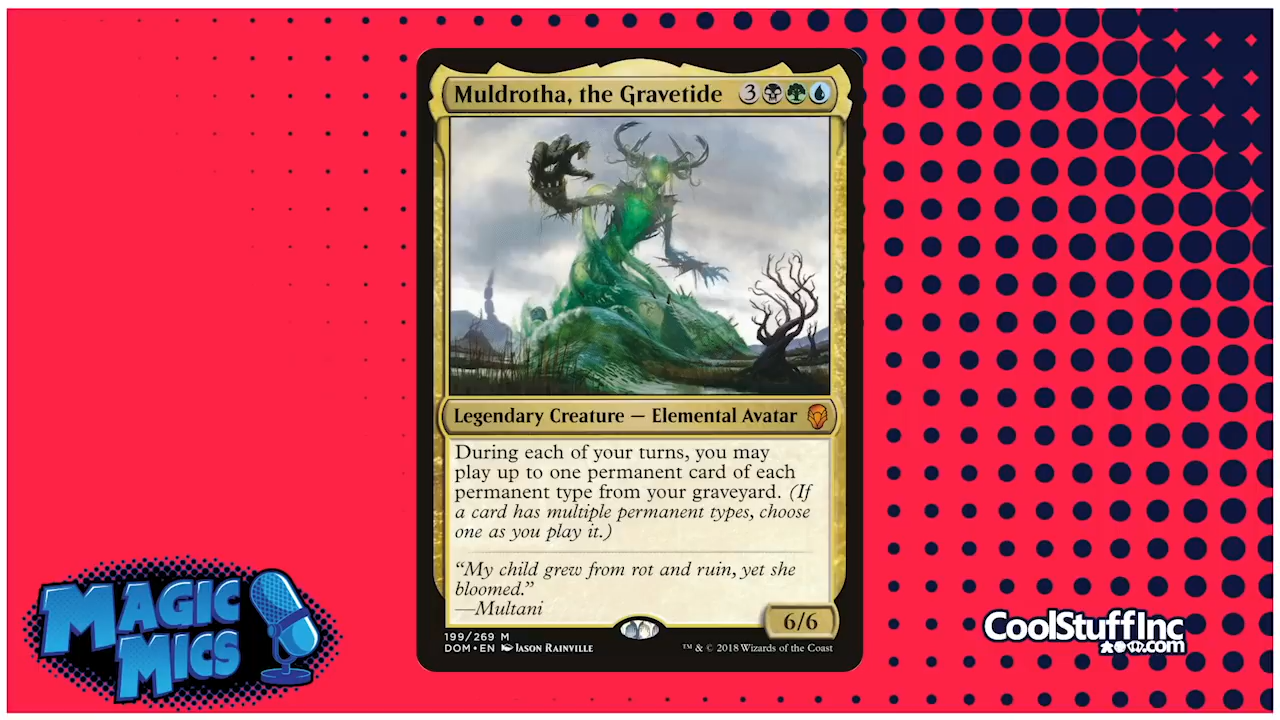 Muldrotha, the Gravetide 3
Legendary Creature — Elemental Avatar
During each of your turns, you may
play up to one permanent card of each
permanent type from your graveyard. (If
a card has multiple permanent types, choose
one as you play it.)
“My child grew from rot and ruin, yet she
bloomed.”
—Multani
6/6
199/269 M
DOM • EN Jason Rainville
™ & © 2018 Wizards of the Coast
MAGIC
MICS
CoolStuffInc
.com